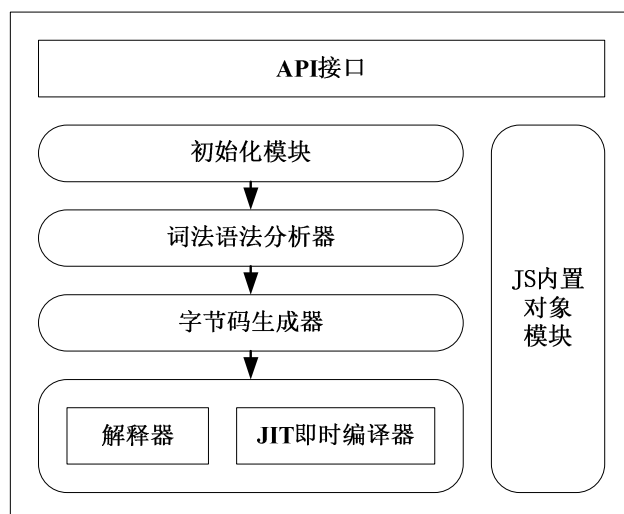 API接口
初始化模块
词法语法分析器
字节码生成器
解释器
JIT即时编译器
JS内置
对象
模块